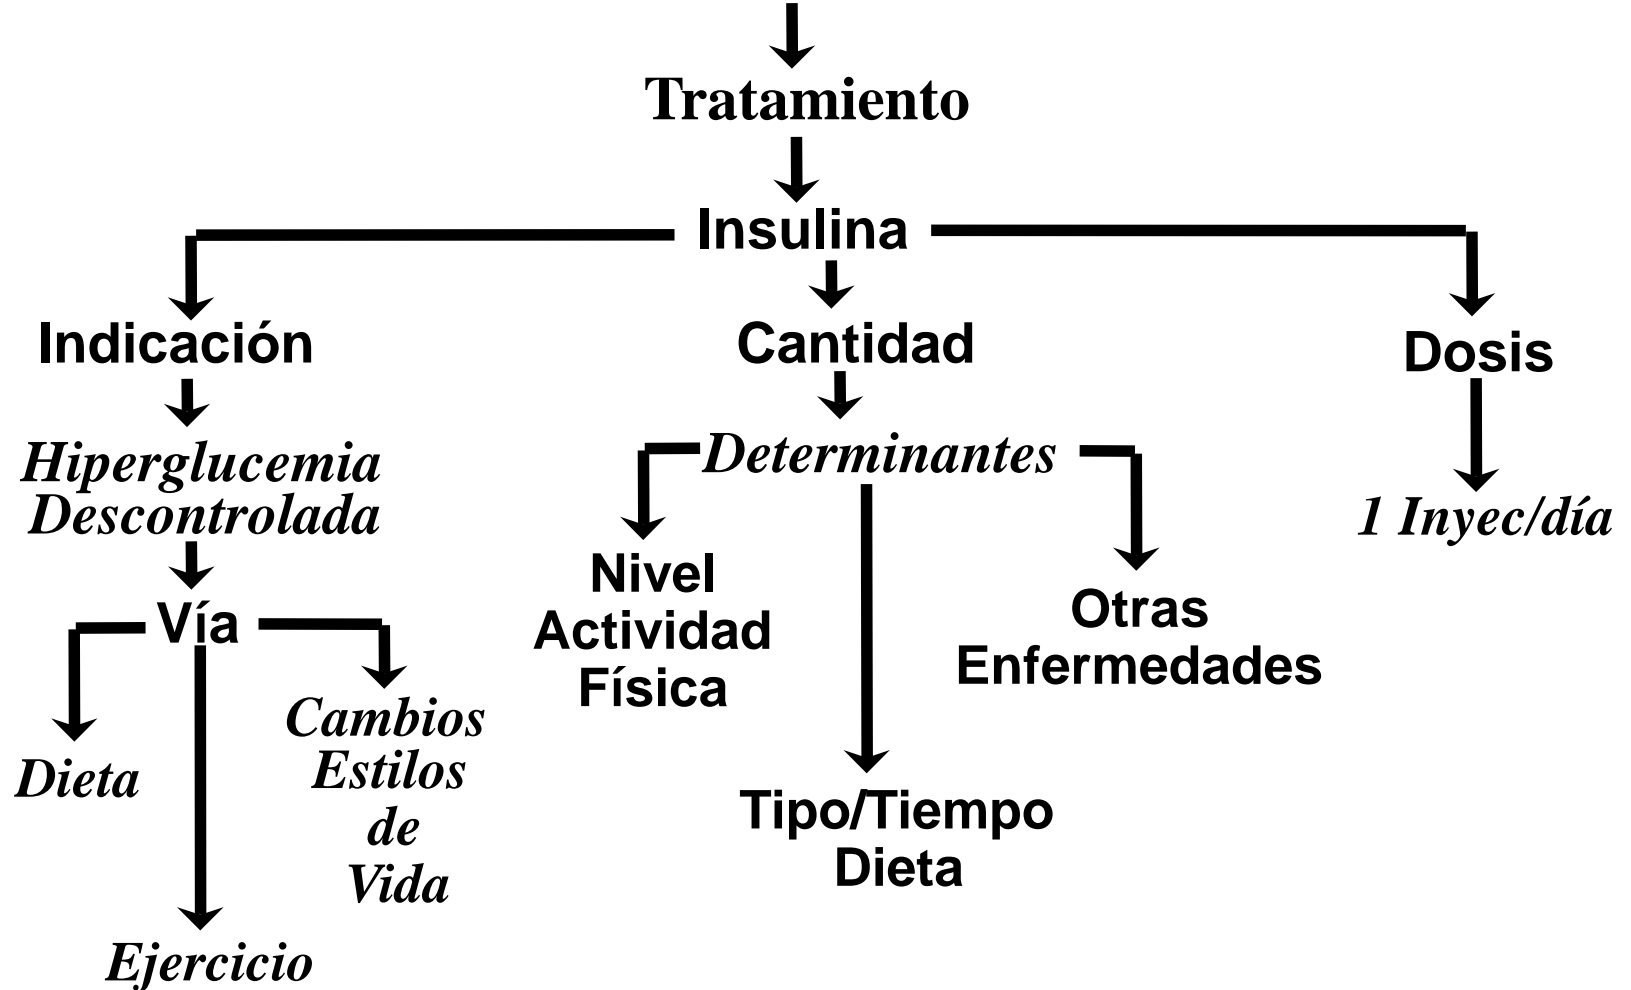 Tratamiento
Insulina
Indicación
Cantidad
Dosis
Hiperglucemia
Descontrolada
Determinantes
1 Inyec/día
Vía
Nivel
Actividad
Física
Otras
Enfermedades
Dieta
Cambios
Estilos
de
Vida
Tipo/Tiempo
Dieta
Ejercicio